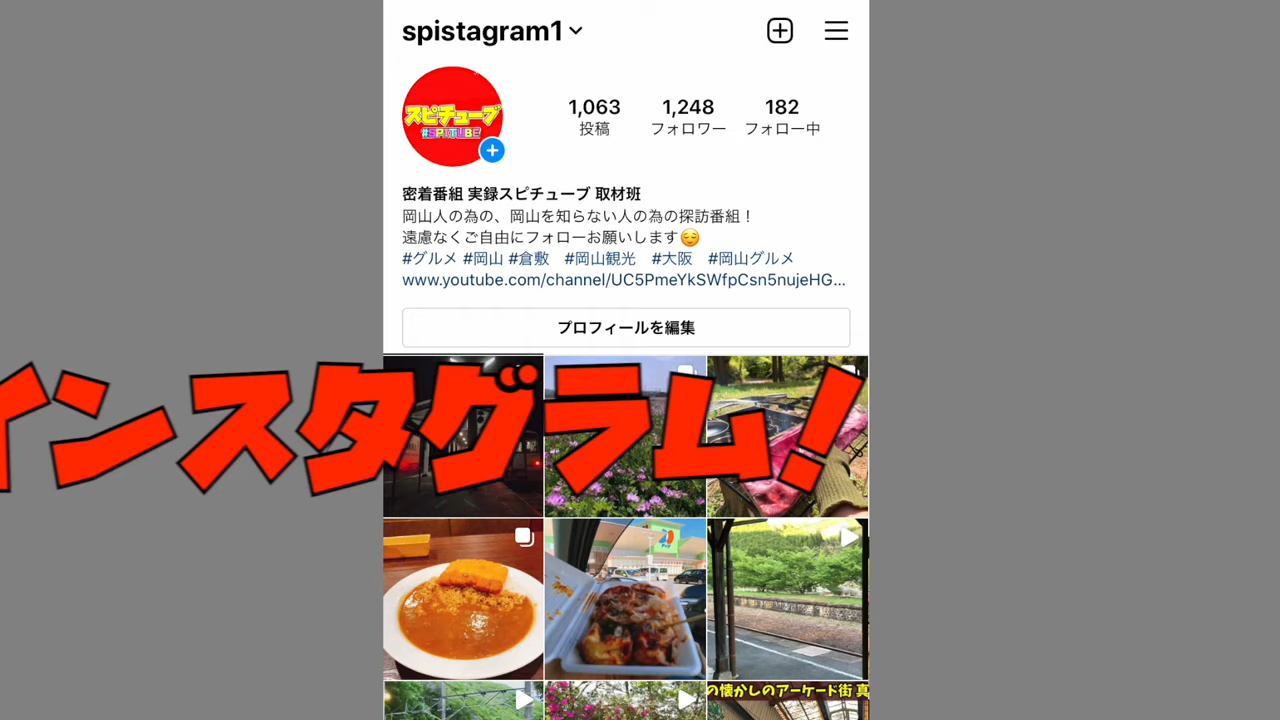 spistagram1
スピチューブ
#SPITUBE
1,063
投稿
1,248
フォロワー
182
フォロー中
密着番組 実録スピチューブ 取材班
岡山人の為の、岡山を知らない人の為の探訪番組！
遠慮なくご自由にフォローお願いします😌
#グルメ #岡山 #倉敷　#岡山観光　#大阪　#岡山グルメ
www.youtube.com/channel/UC5PmeYkSWfpCsn5nujeHG...
プロフィールを編集
インスタグラム！
の懐かしのアーケード街 真